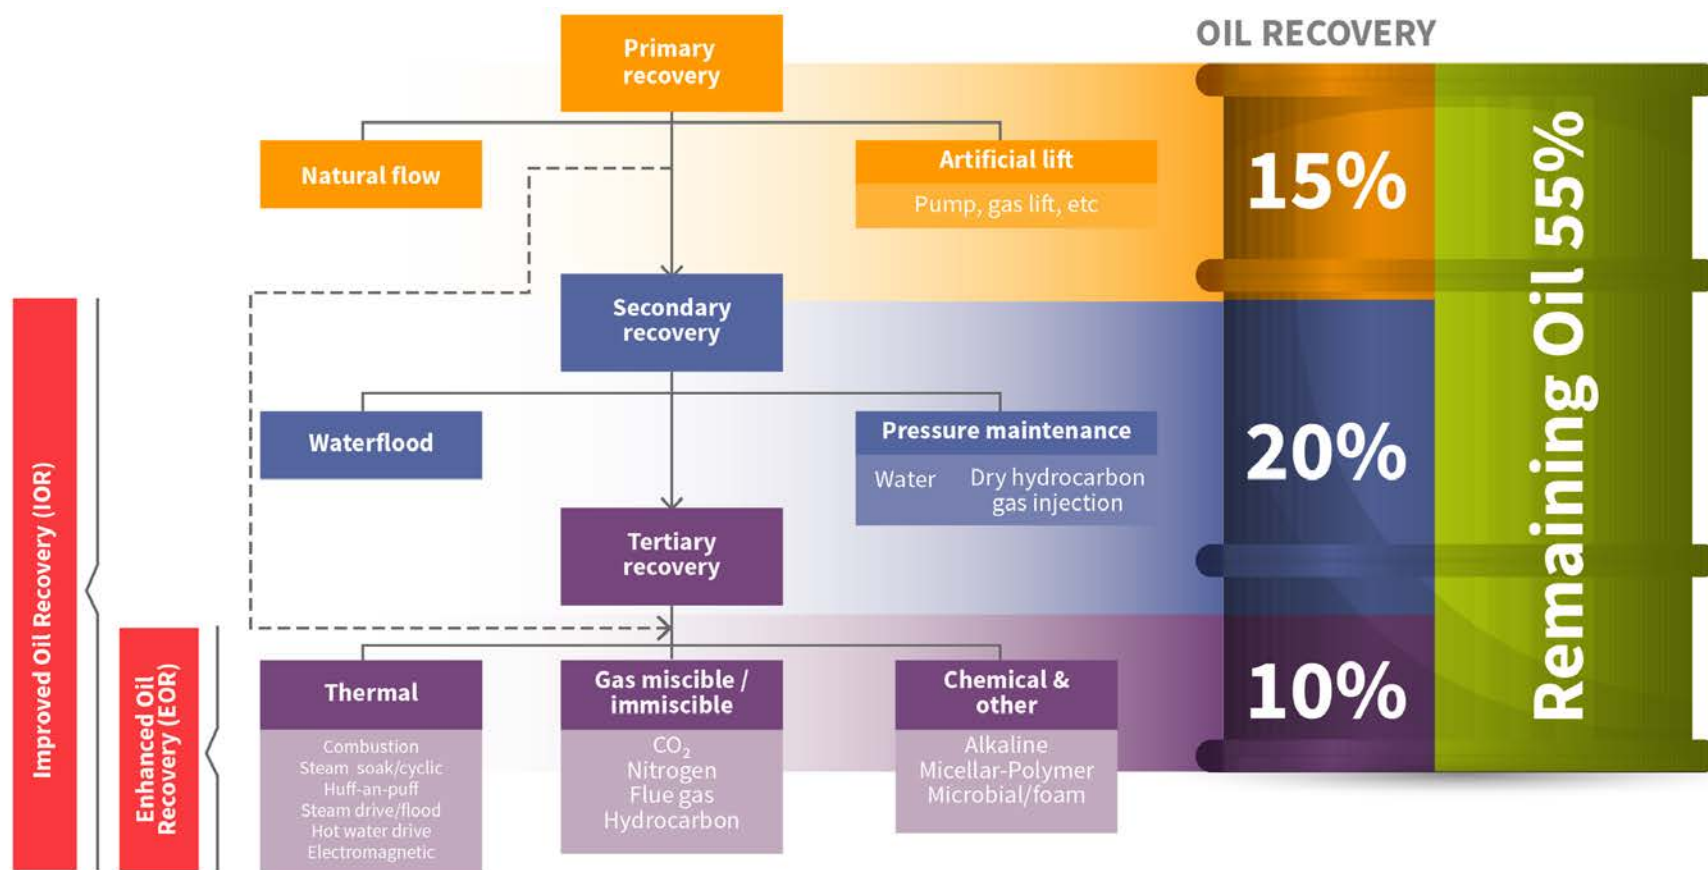 OIL RECOVERY
Primary
recovery
Natural flow
Artificial lift
Pump, gas lift, etc
15%
Secondary
recovery
Waterflood
Pressure maintenance
Water
Dry hydrocarbon
gas injection
20%
Tertiary
recovery
Thermal
Combustion
Steam soak/cyclic
Huff-an-puff
Steam drive/flood
Hot water drive
Electromagnetic
Gas miscible /
immiscible
CO₂
Nitrogen
Flue gas
Hydrocarbon
Chemical &
other
Alkaline
Micellar-Polymer
Microbial/foam
10%
Remaining Oil 55%
Improved Oil Recovery (IOR)
Enhanced Oil
Recovery (EOR)